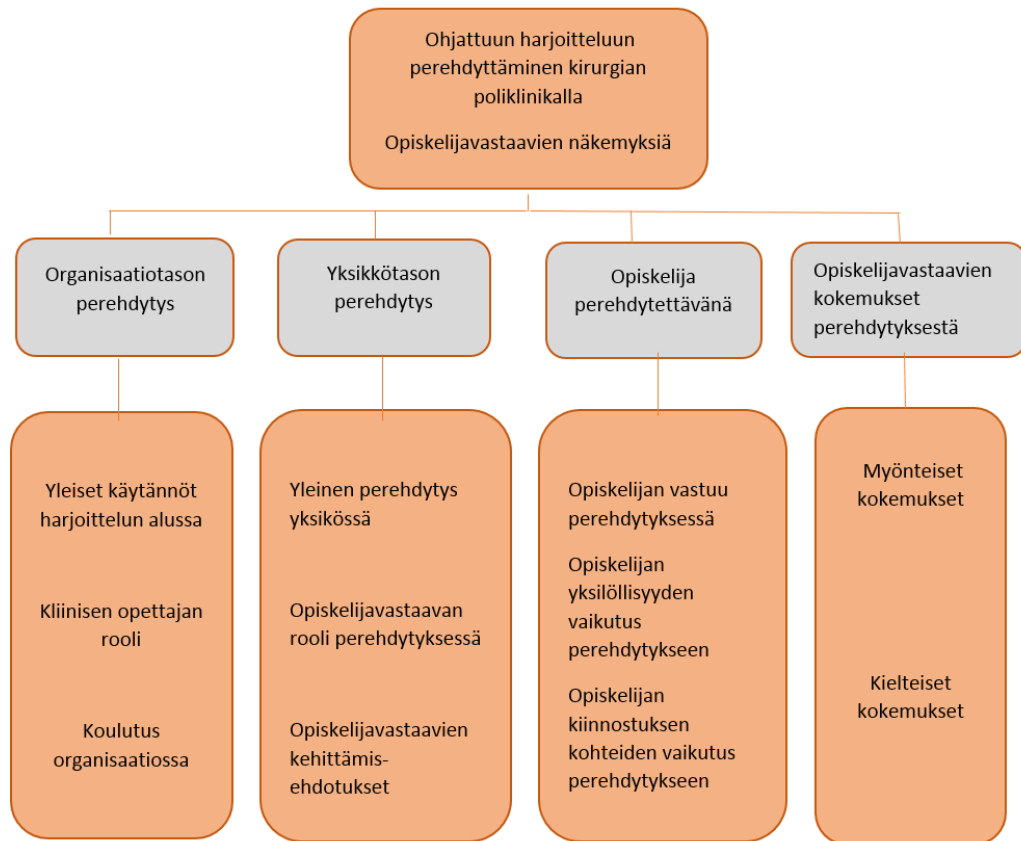 Ohjattuun harjoitteluun
perehdyttäminen kirurgian
poliklinikalla
Opiskelijavastaavien näkemyksiä
Organisaatiotason
perehdytys
Yksikkötason
perehdytys
Opiskelija
perehdytettävänä
Opiskelijavastaavien
kokemukset
perehdytyksestä
Yleiset käytännöt
harjoittelun alussa
Kliinisen opettajan
rooli
Koulutus
organisaatiossa
Yleinen perehdytys
yksikössä
Opiskelijavastaavan
rooli perehdytyksessä
Opiskelijavastaavien
kehittämis-
ehdotukset
Opiskelijan vastuu
perehdytyksessä
Opiskelijan
yksilöllisyyden
vaikutus
perehdytykseen
Opiskelijan
kiinnostuksen
kohteiden vaikutus
perehdytykseen
Myönteiset
kokemukset
Kielteiset
kokemukset